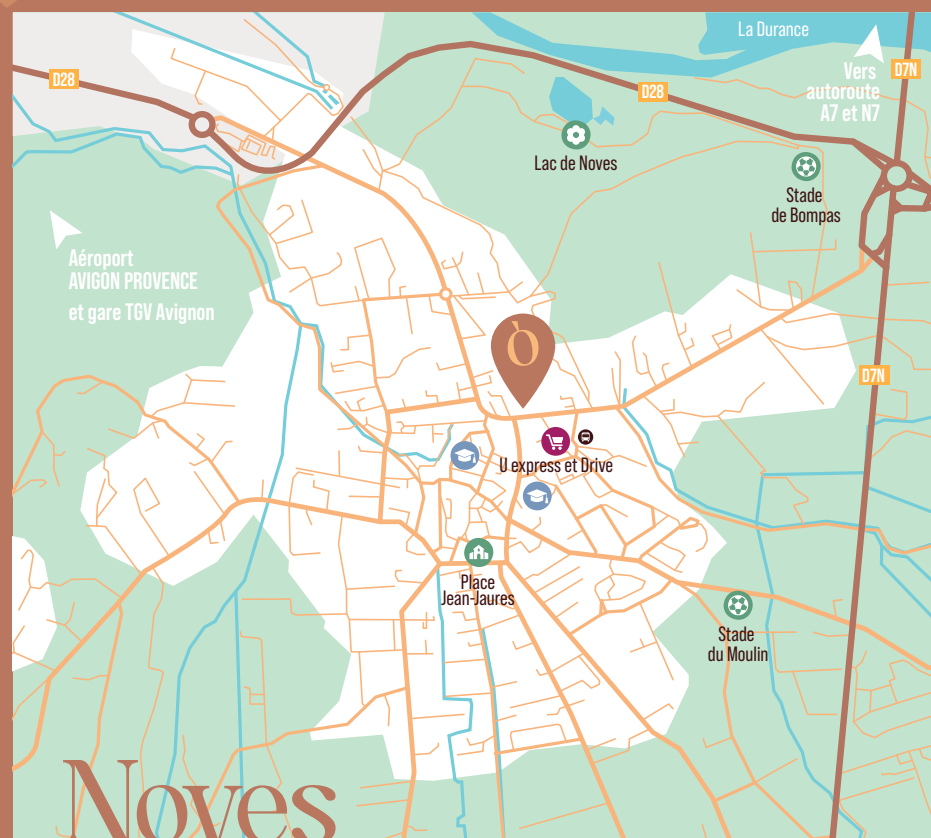 La Durance
Vers
autoroute
A7 et N7
D7N
D28
D28
Lac de Noves
Stade
de Bompas
Aéroport
AVIGON PROVENCE
et gare TGV Avignon
Ò
D7N
U express et Drive
Place
Jean-Jaures
Stade
du Moulin
Noves